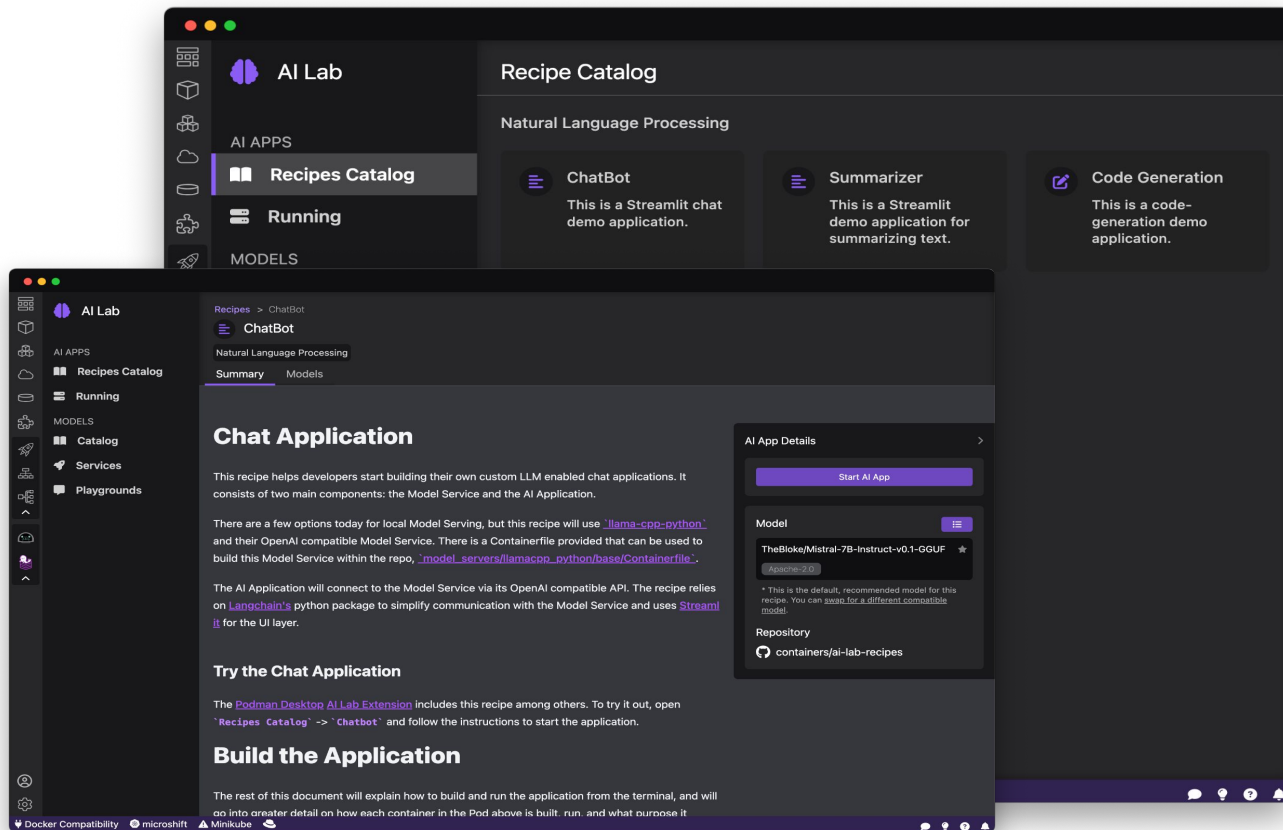 AI Lab
AI APPS
Recipes Catalog
Running
MODELS
Recipe Catalog
Natural Language Processing
ChatBot
This is a Streamlit chat
demo application.
Summarizer
This is a Streamlit
demo application for
summarizing text.
Code Generation
This is a code-
generation demo
application.
AI Lab
AI APPS
Recipes Catalog
Running
MODELS
Catalog
Services
Playgrounds
Recipes > ChatBot
ChatBot
Natural Language Processing
Summary Models
Chat Application
This recipe helps developers start building their own custom LLM enabled chat applications. It
consists of two main components: the Model Service and the AI Application.
There are a few options today for local Model Serving, but this recipe will use `llama-cpp-python`
and their OpenAI compatible Model Service. There is a Containerfile provided that can be used to
build this Model Service within the repo, `model_servers/llamacpp_python/base/Containerfile`.
The AI Application will connect to the Model Service via its OpenAI compatible API. The recipe relies
on Langchain's python package to simplify communication with the Model Service and uses Streaml
it for the UI layer.
Try the Chat Application
The Podman Desktop AI Lab Extension includes this recipe among others. To try it out, open
`Recipes Catalog` -> `Chatbot` and follow the instructions to start the application.
Build the Application
The rest of this document will explain how to build and run the application from the terminal, and will
go into greater detail on how each container in the Pod above is built, run, and what purpose it
AI App Details
Start AI App
Model
TheBloke/Mistral-7B-Instruct-v0.1-GGUF
Apache-2.0
* This is the default, recommended model for this
recipe. You can swap for a different compatible
model.
Repository
containers/ai-lab-recipes
Docker Compatibility microshift Minikube